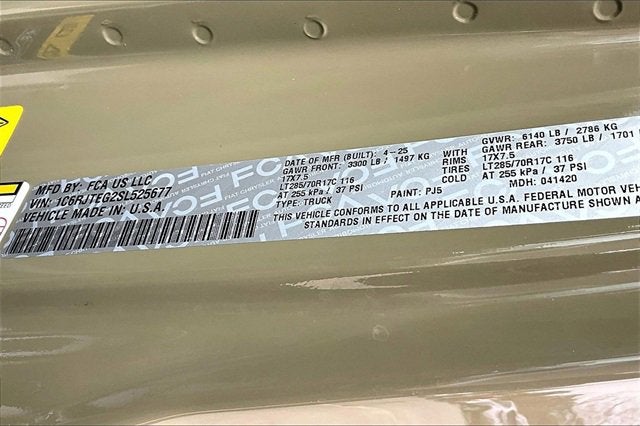 MFD BY: FCA US LLC
VIN: 1C6RJTEG2SL525677
VEHICLE MADE IN: U.S.A.
DATE OF MFR (BUILT): 4-25
GAWR FRONT: 3300 LB / 1497 KG
17X7.5
LT285/70R17C 116
AT 255 kPa / 37 PSI
TYPE: TRUCK
PAINT: PJ5
WITH
RIMS
TIRES
COLD
GVWR: 6140 LB / 2786 KG
GAWR REAR: 3750 LB / 1701
17X7.5
LT285/70R17C 116
AT 255 kPa / 37 PSI
MDH: 041420
THIS VEHICLE CONFORMS TO ALL APPLICABLE U.S.A. FEDERAL MOTOR VEH
STANDARDS IN EFFECT ON THE DATE OF MANUFACTURE SHOWN A